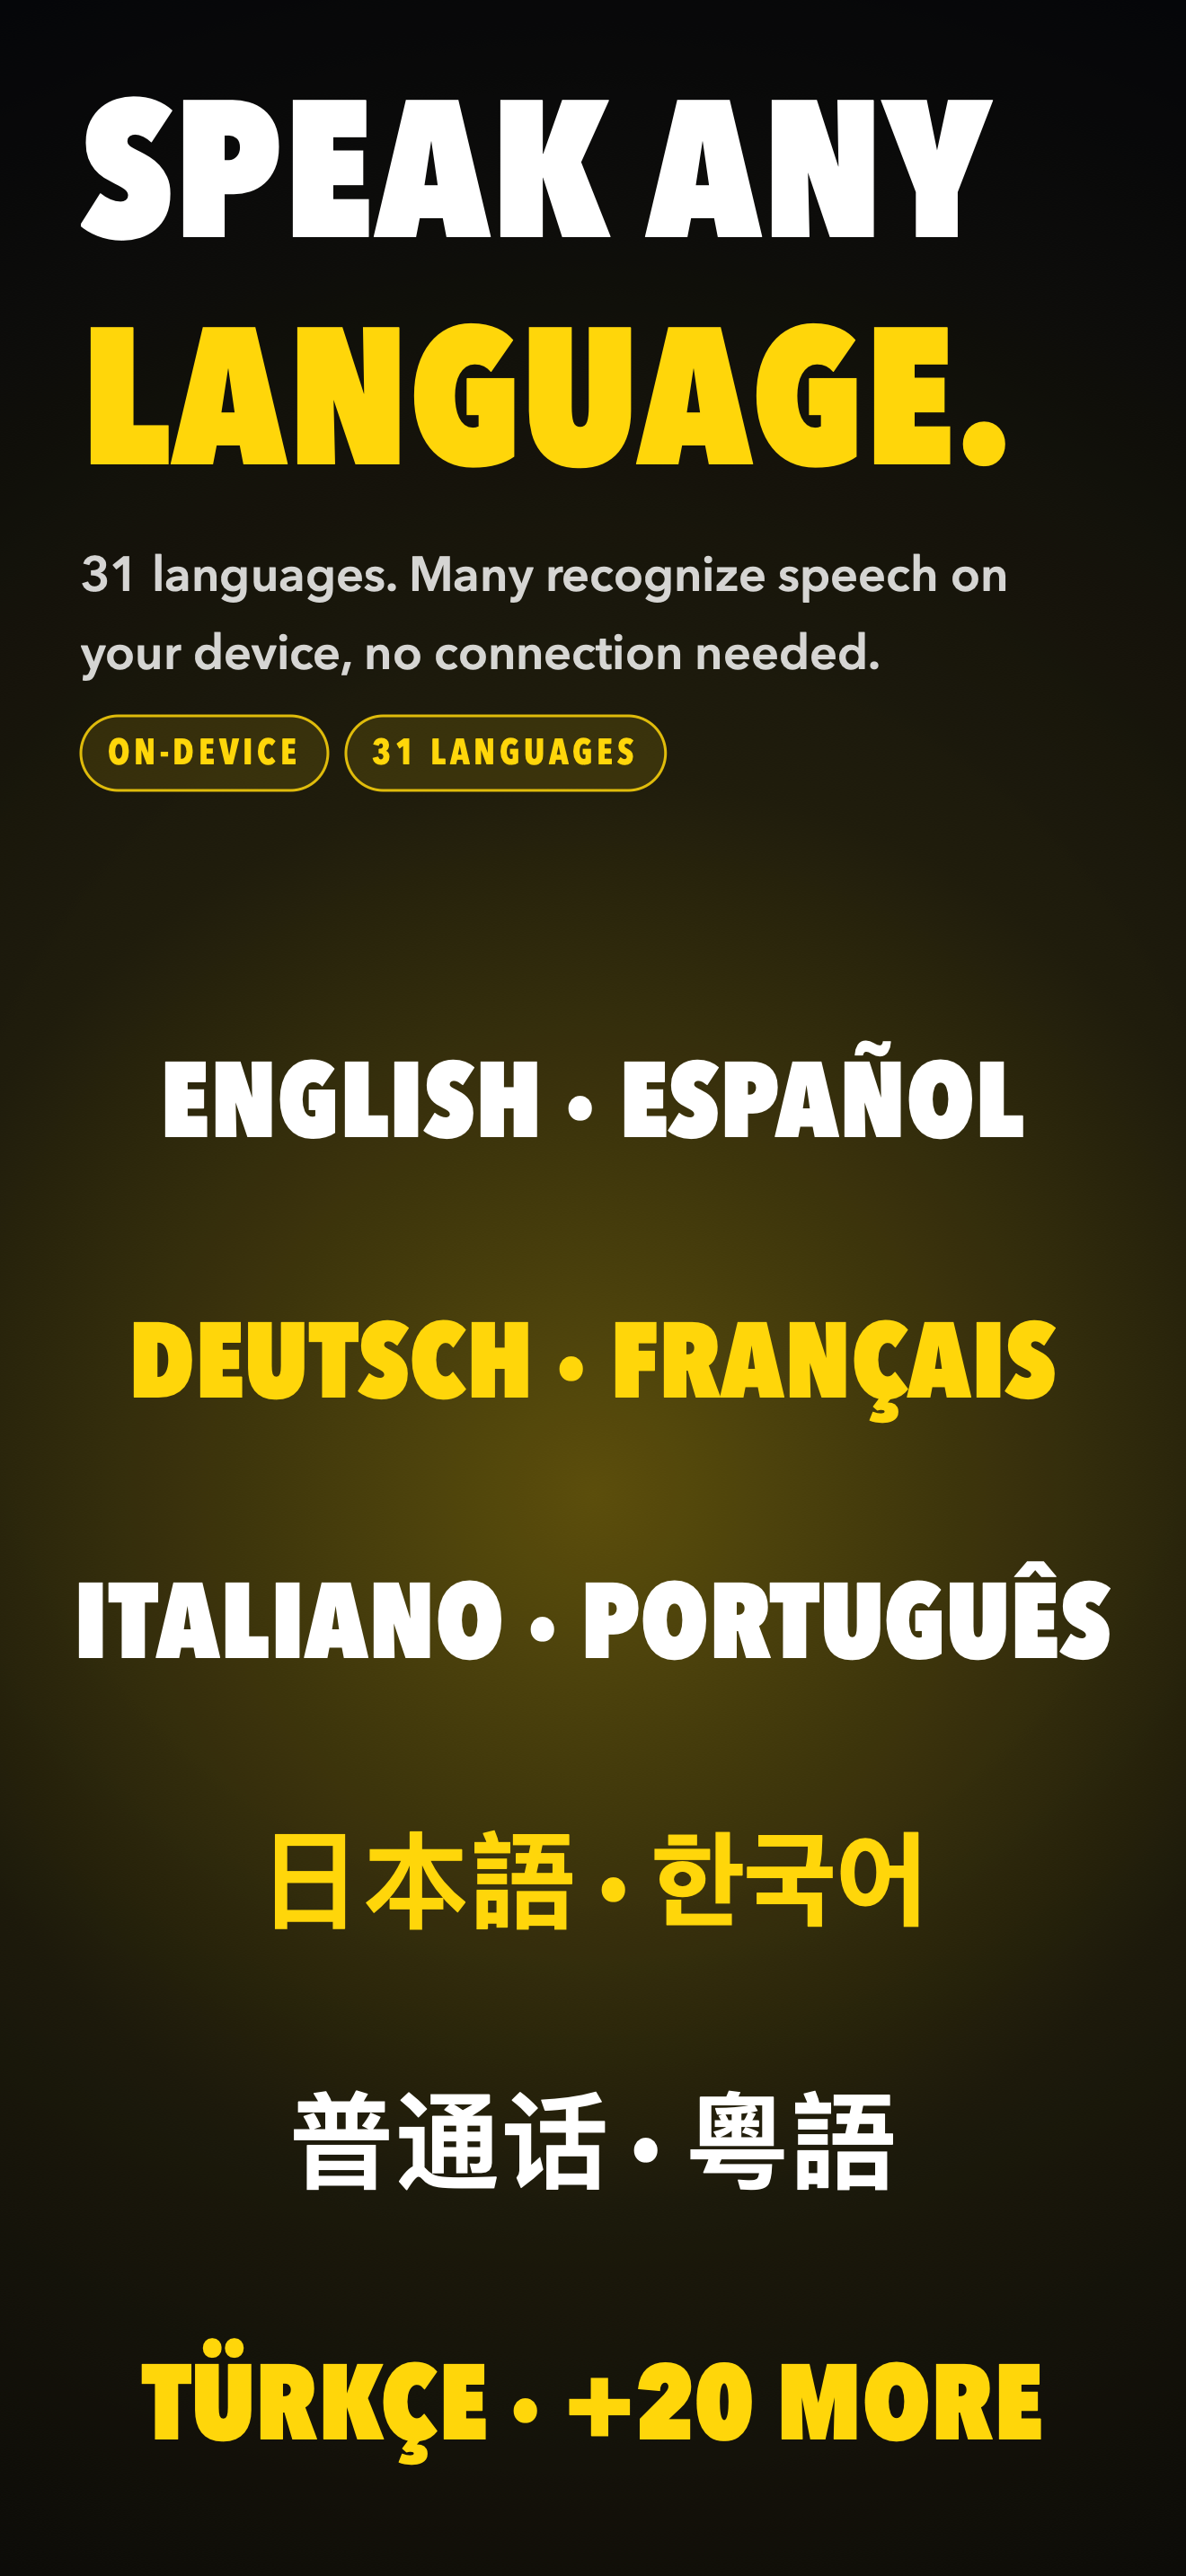 SPEAK ANY
LANGUAGE.
31 languages. Many recognize speech on
your device, no connection needed.
ON-DEVICE 31 LANGUAGES
ENGLISH • ESPAÑOL
DEUTSCH • FRANÇAIS
ITALIANO • PORTUGUÊS
日本語 • 한국어
普通话 • 粵語
TÜRKÇE • +20 MORE